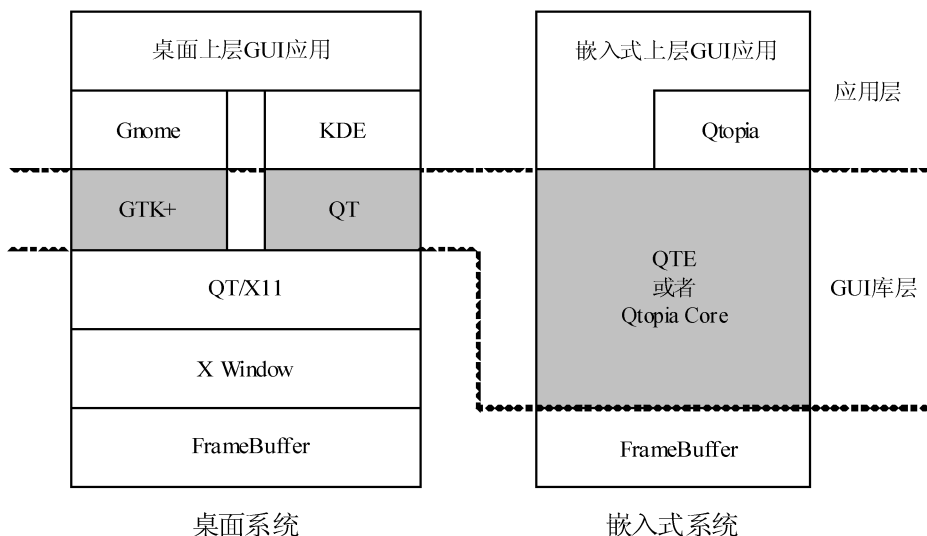 桌面上层GUI应用
Gnome
KDE
GTK+
QT
QT/X11
X Window
FrameBuffer
桌面系统
嵌入式上层GUI应用
Qtopia
QTE
或者
Qtopia Core
FrameBuffer
嵌入式系统
应用层
GUI库层